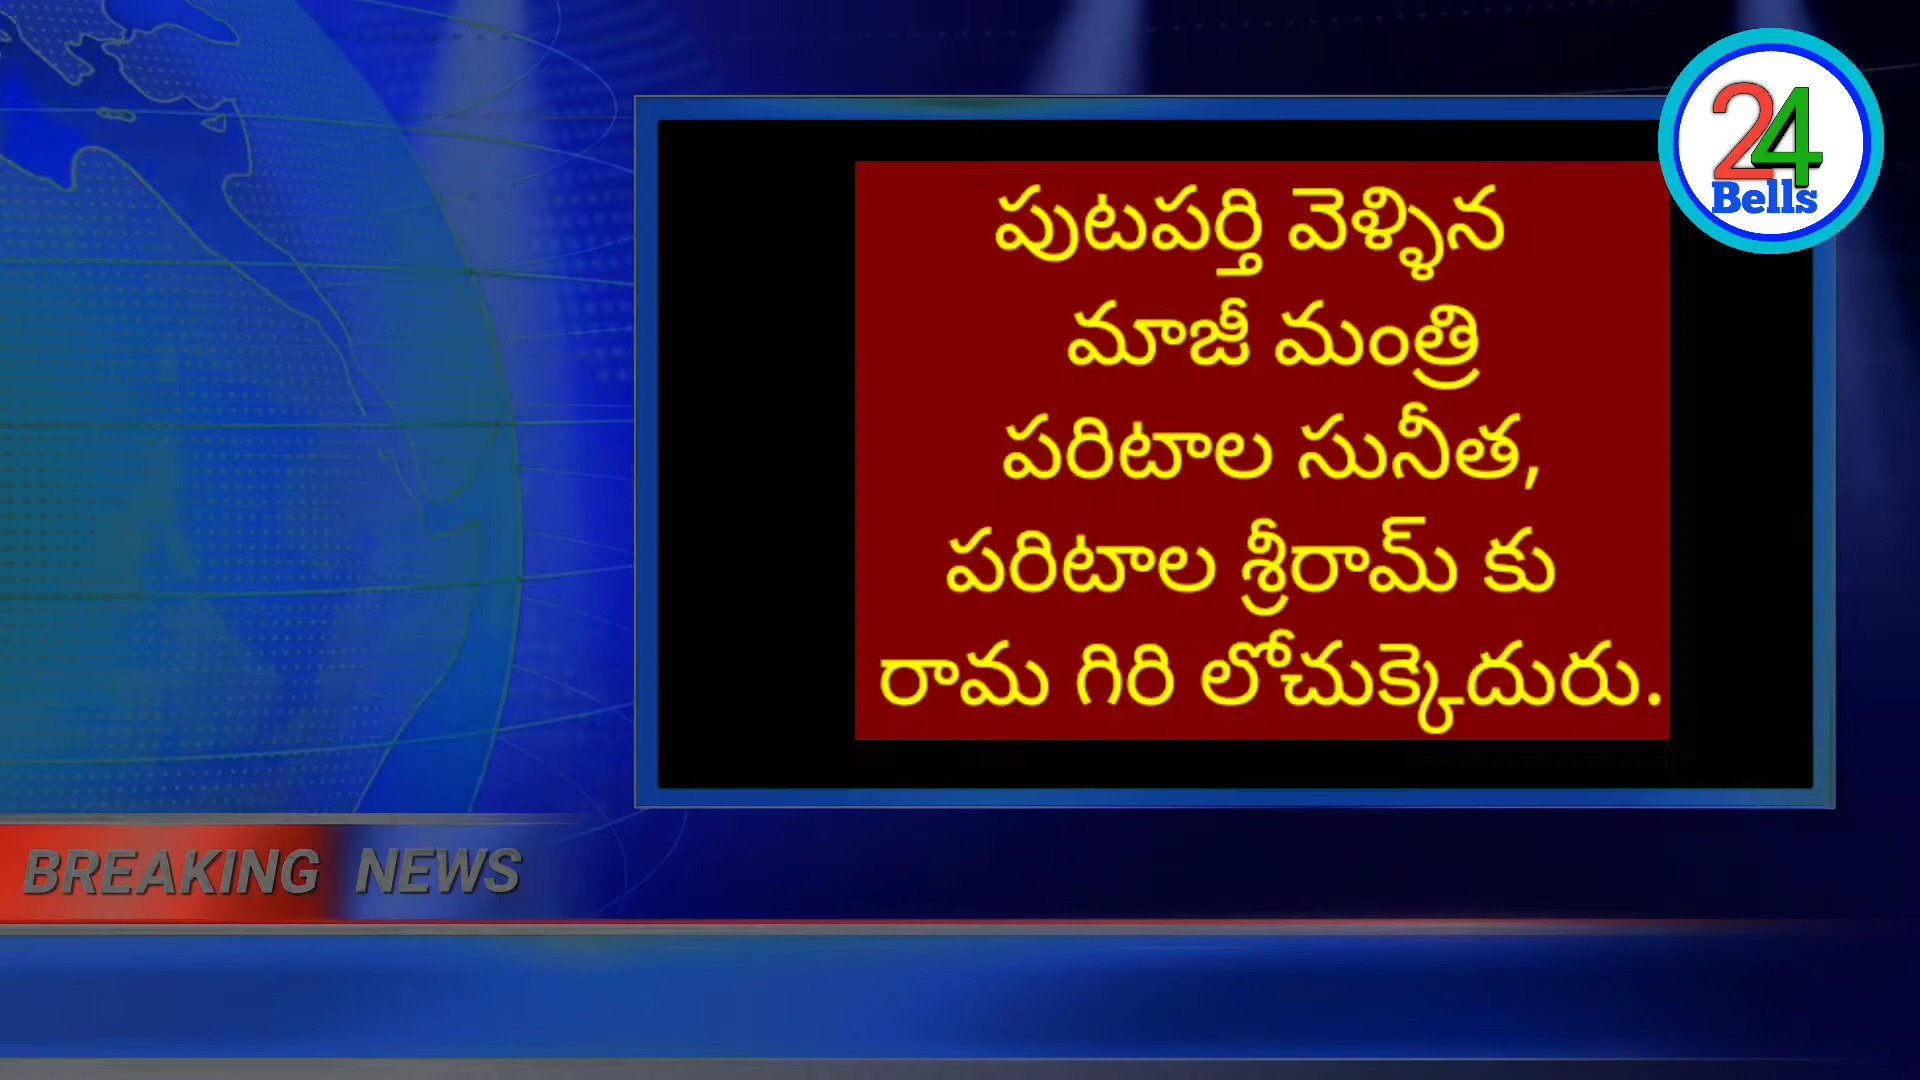 24
Bells
పుటపర్తి వెళ్ళిన
మాజీ మంత్రి
పరిటాల సునీత,
పరిటాల శ్రీరామ్ కు
రామ గిరి లోచుక్కెదురు.
BREAKING NEWS